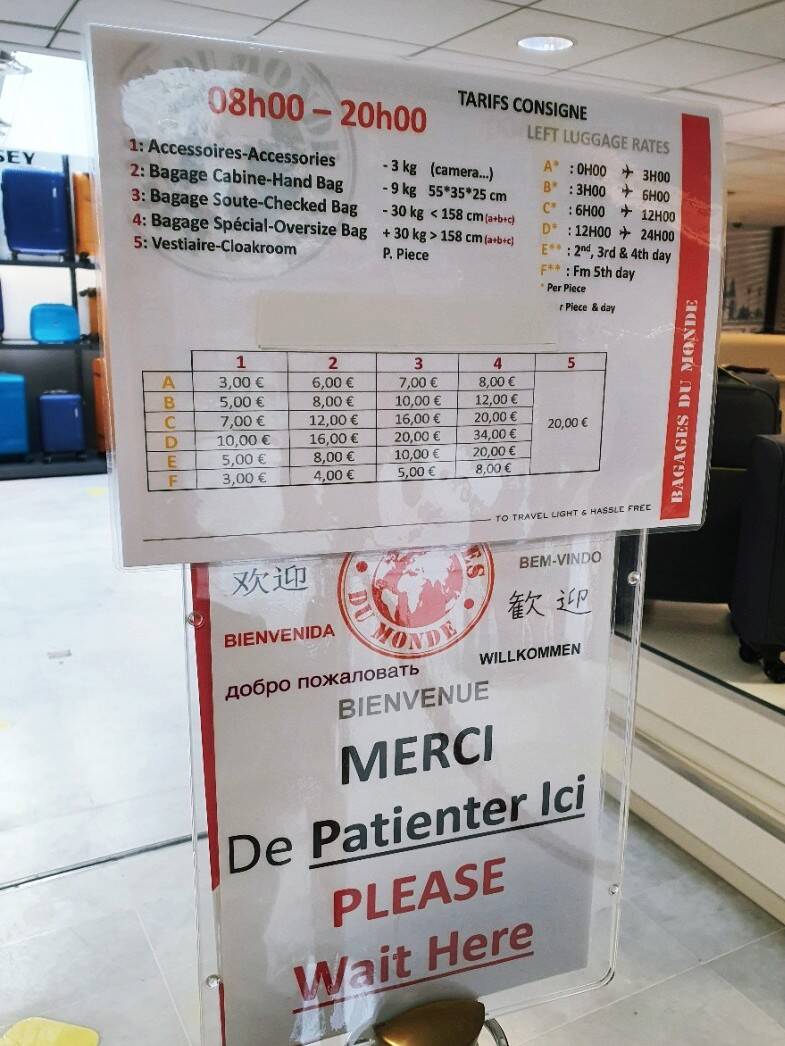 08h00 – 20h00
TARIFS CONSIGNE
LEFT LUGGAGE RATES
1: Accessoires-Accessories - 3 kg (camera...)
2: Bagage Cabine-Hand Bag - 9 kg 55*35*25 cm
3: Bagage Soute-Checked Bag - 30 kg < 158 cm (a+b+c)
4: Bagage Spécial-Oversize Bag + 30 kg > 158 cm (a+b+c)
5: Vestiaire-Cloakroom P. Piece
A* : 0H00 ✈ 3H00
B* : 3H00 ✈ 6H00
C* : 6H00 ✈ 12H00
D* : 12H00 ✈ 24H00
E** : 2nd, 3rd & 4th day
F** : Fm 5th day
* Per Piece
r Piece & day
1 2 3 4 5
A 3,00 € 6,00 € 7,00 € 8,00 € 20,00 €
B 5,00 € 8,00 € 10,00 € 12,00 €
C 7,00 € 12,00 € 16,00 € 20,00 €
D 10,00 € 16,00 € 20,00 € 34,00 €
E 5,00 € 8,00 € 10,00 € 20,00 €
F 3,00 € 4,00 € 5,00 € 8,00 €
BAGAGES DU MONDE
TO TRAVEL LIGHT & HASSLE FREE
SEY
DU MONDE
欢迎
BEM-VINDO
ES
DU MONDE
歡迎
BIENVENIDA
WILLKOMMEN
добро пожаловать
BIENVENUE
MERCI
De Patienter Ici
PLEASE
Wait Here